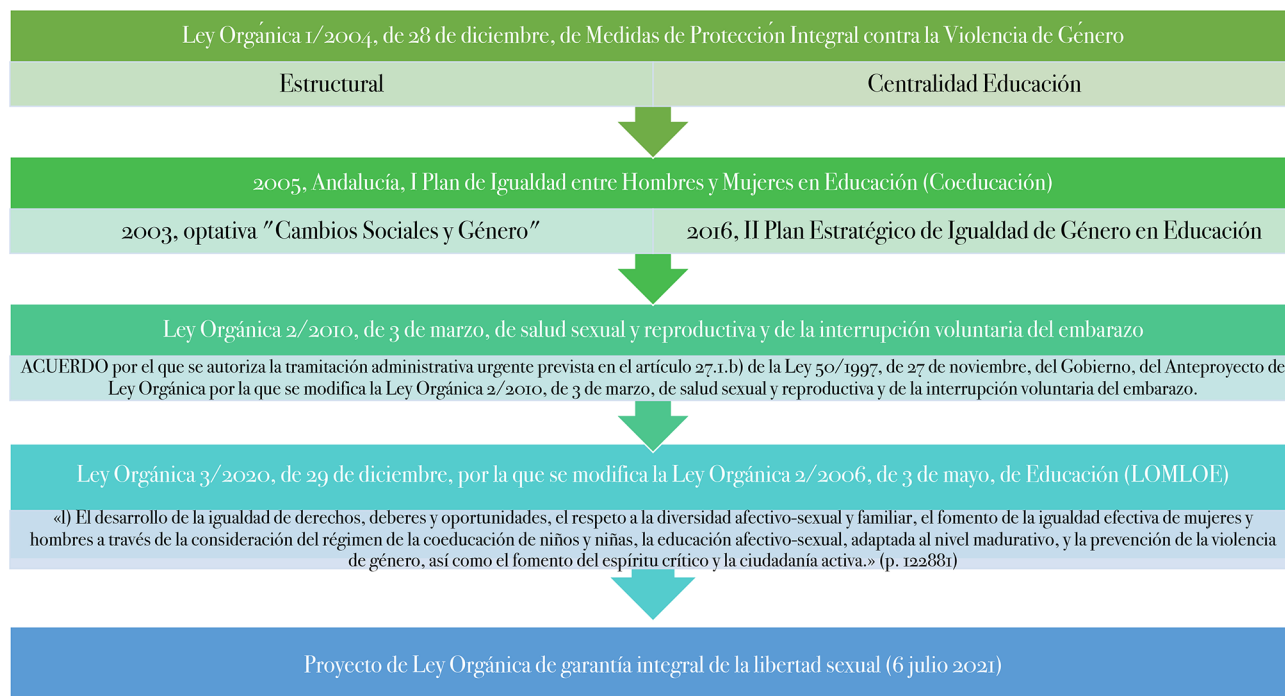 Ley Orgánica 1/2004, de 28 de diciembre, de Medidas de Protección Integral contra la Violencia de Género
Estructural
Centralidad Educación
2005, Andalucía, I Plan de Igualdad entre Hombres y Mujeres en Educación (Coeducación)
2003, optativa "Cambios Sociales y Género"
2016, II Plan Estratégico de Igualdad de Género en Educación
Ley Orgánica 2/2010, de 3 de marzo, de salud sexual y reproductiva y de la interrupción voluntaria del embarazo
ACUERDO por el que se autoriza la tramitación administrativa urgente prevista en el artículo 27.1.b) de la Ley 50/1997, de 27 de noviembre, del Gobierno, del Anteproyecto de
Ley Orgánica por la que se modifica la Ley Orgánica 2/2010, de 3 de marzo, de salud sexual y reproductiva y de la interrupción voluntaria del embarazo.
Ley Orgánica 3/2020, de 29 de diciembre, por la que se modifica la Ley Orgánica 2/2006, de 3 de mayo, de Educación (LOMLOE)
«l) El desarrollo de la igualdad de derechos, deberes y oportunidades, el respeto a la diversidad afectivo-sexual y familiar, el fomento de la igualdad efectiva de mujeres y
hombres a través de la consideración del régimen de la coeducación de niños y niñas, la educación afectivo-sexual, adaptada al nivel madurativo, y la prevención de la violencia
de género, así como el fomento del espíritu crítico y la ciudadanía activa.» (p. 122881)
Proyecto de Ley Orgánica de garantía integral de la libertad sexual (6 julio 2021)